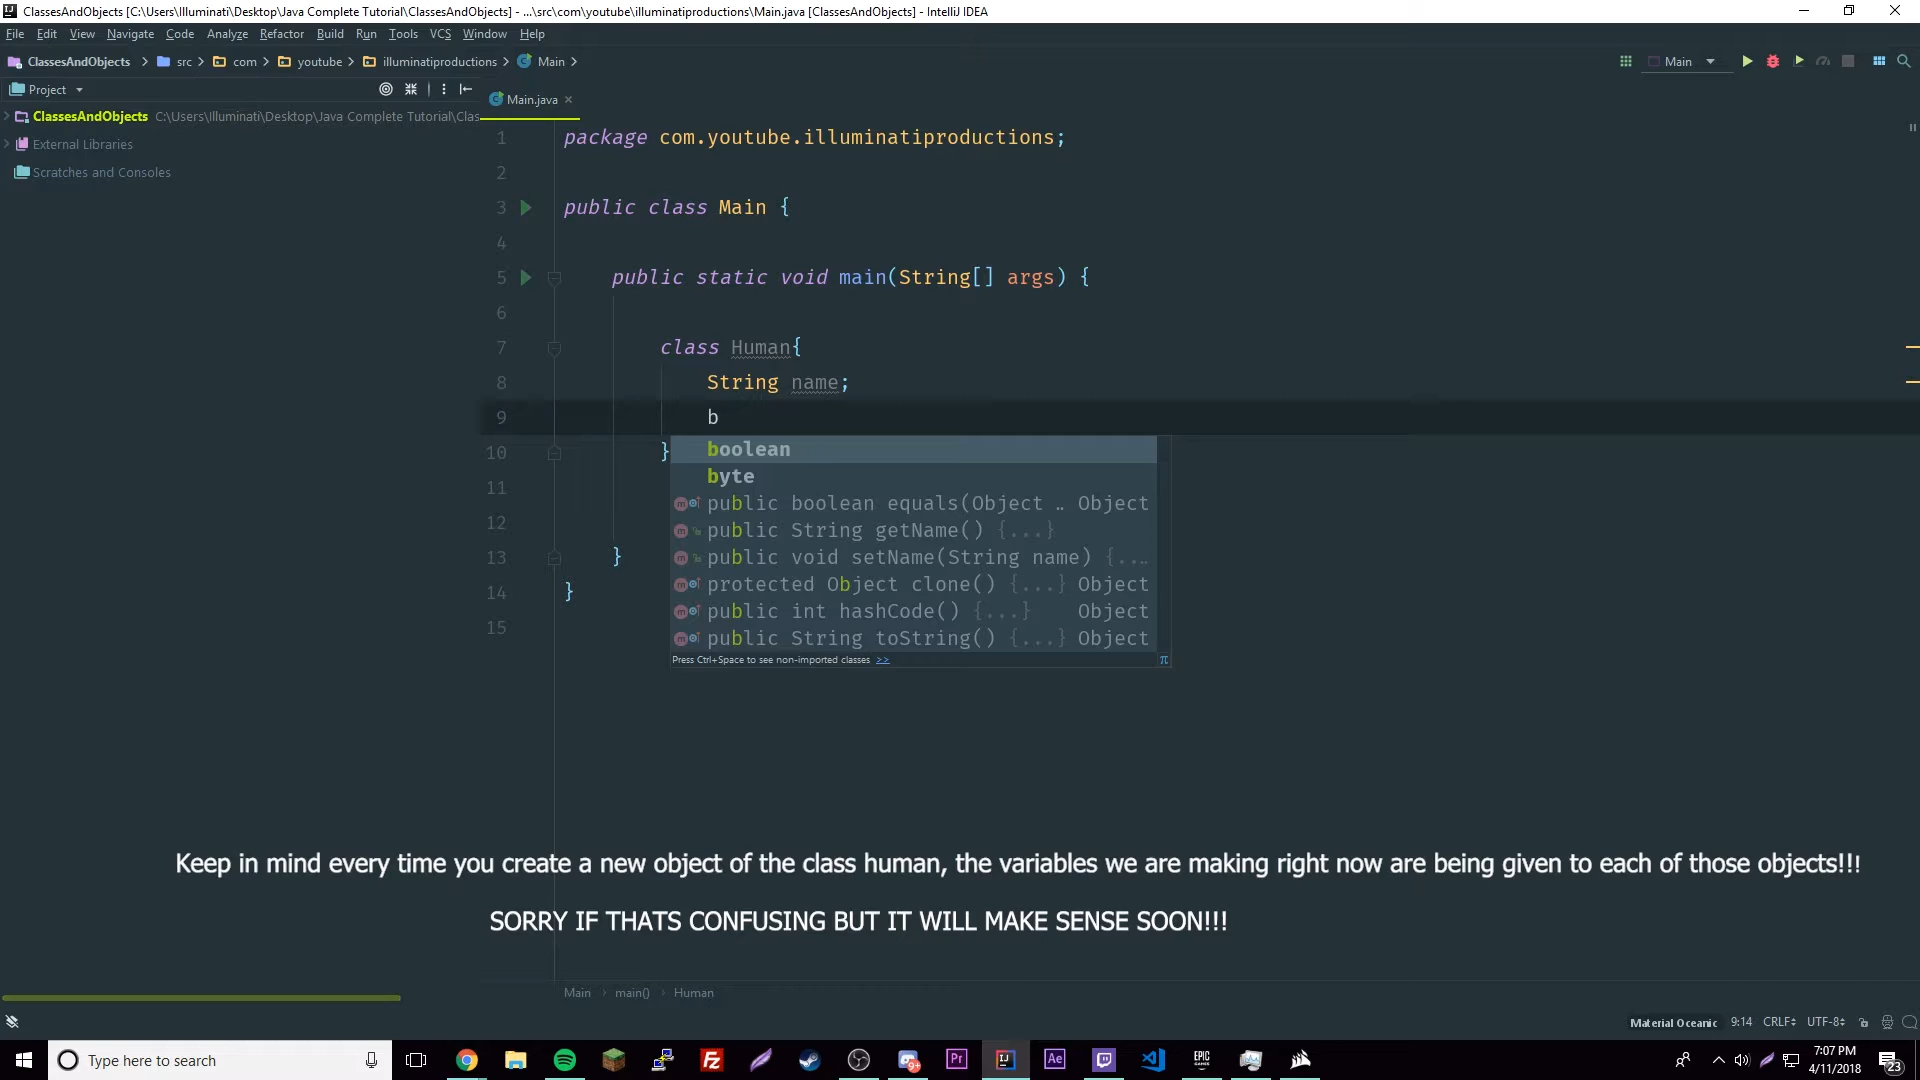 ClassesAndObjects [C:\Users\Illuminati\Desktop\Java Complete Tutorial\ClassesAndObjects] - ...\src\com\youtube\illuminatiproductions\Main.java [ClassesAndObjects] - IntelliJ IDEA
File Edit View Navigate Code Analyze Refactor Build Run Tools VCS Window Help
ClassesAndObjects src com youtube illuminatiproductions Main Main
Project
Main.java
ClassesAndObjects C:\Users\Illuminati\Desktop\Java Complete Tutorial\Clas
External Libraries
Scratches and Consoles
1 package com.youtube.illuminatiproductions;
2
3 public class Main {
4
5 public static void main(String[] args) {
6
7 class Human{
8 String name;
9 b
10 }
11
12
13 }
14 }
15
boolean
byte
public boolean equals(Object .. Object
public String getName() {...}
public void setName(String name) {...
protected Object clone() {...} Object
public int hashCode() {...} Object
public String toString() {...} Object
Press Ctrl+Space to see non-imported classes >> π
Keep in mind every time you create a new object of the class human, the variables we are making right now are being given to each of those objects!!!
SORRY IF THATS CONFUSING BUT IT WILL MAKE SENSE SOON!!!
Main main() Human
Material Oceanic 9:14 CRLF UTF-8
Type here to search
Pr IJ Ae EPIC GAMES
9+
7:07 PM
4/11/2018
23